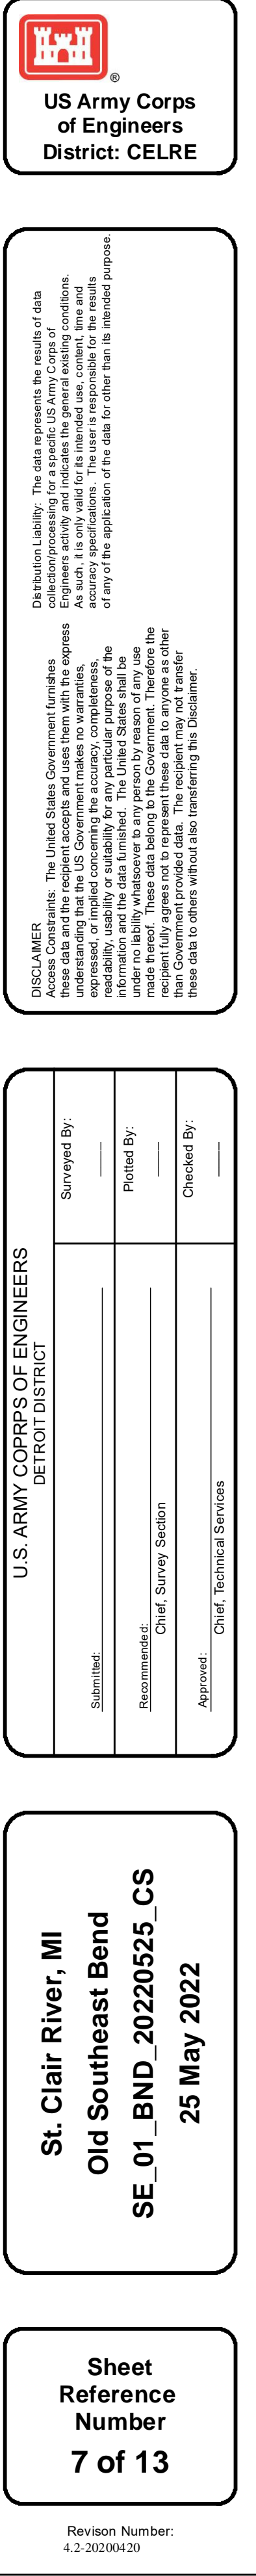 ®
US Army Corps
of Engineers
District: CELRE
DISCLAIMER
Access Constraints: The United States Government furnishes
these data and the recipient accepts and uses them with the express
understanding that the US Government makes no warranties,
expressed, or implied concerning the accuracy, completeness,
readability, usability or suitability for any particular purpose of the
information and the data furnished. The United States shall be
under no liability whatsoever to any person by reason of any use
made thereof. These data belong to the Government. Therefore the
recipient fully agrees not to represent these data to anyone as other
than Government provided data. The recipient may not transfer
these data to others without also transferring this Disclaimer.
Distribution Liability: The data represents the results of data
collection/processing for a specific US Army Corps of
Engineers activity and indicates the general existing conditions.
As such, it is only valid for its intended use, content, time and
accuracy specifications. The user is responsible for the results
of any of the application of the data for other than its intended purpose.
U.S. ARMY COPRPS OF ENGINEERS
DETROIT DISTRICT
Submitted:
Surveyed By:
Recommended:
Chief, Survey Section
Plotted By:
Approved:
Chief, Technical Services
Checked By:
St. Clair River, MI
Old Southeast Bend
SE_01_BND_20220525_CS
25 May 2022
Sheet
Reference
Number
7 of 13
Revison Number:
4.2-20200420